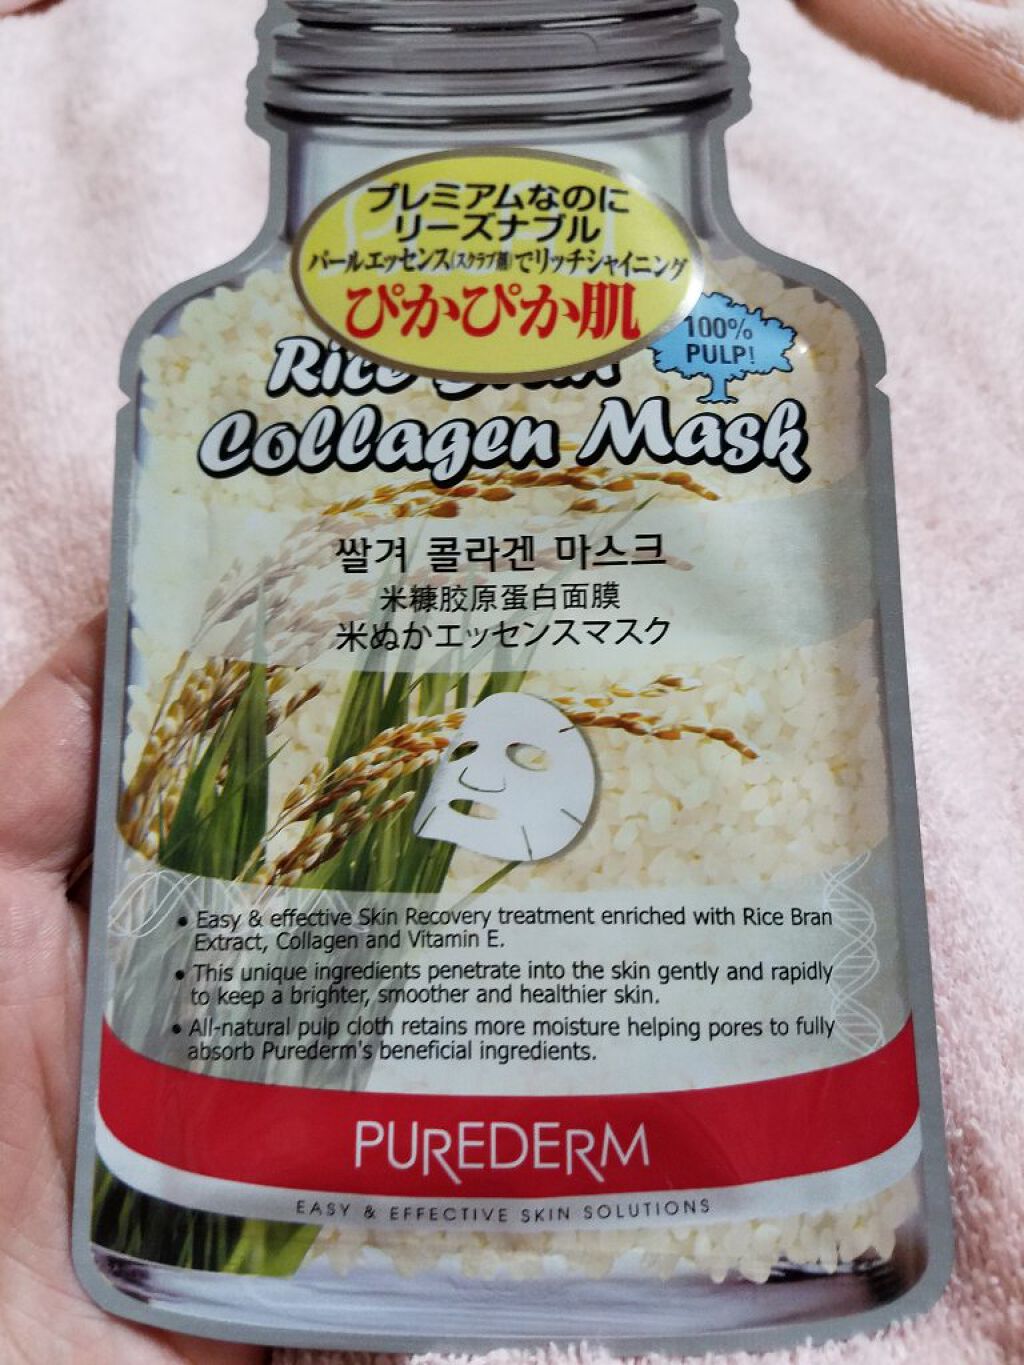 プレミアムなのに
リーズナブル
パールエッセンス(スクラブ剤)でリッチシャイニング
ぴかぴか肌
100%
PULP!
Rice Bran
Collagen Mask
쌀겨 콜라겐 마스크
米糠胶原蛋白面膜
米ぬかエッセンスマスク
• Easy & effective Skin Recovery treatment enriched with Rice Bran
Extract, Collagen and Vitamin E.
• This unique ingredients penetrate into the skin gently and rapidly
to keep a brighter, smoother and healthier skin.
• All-natural pulp cloth retains more moisture helping pores to fully
absorb Purederm's beneficial ingredients.
PUREDERM
EASY & EFFECTIVE SKIN SOLUTIONS